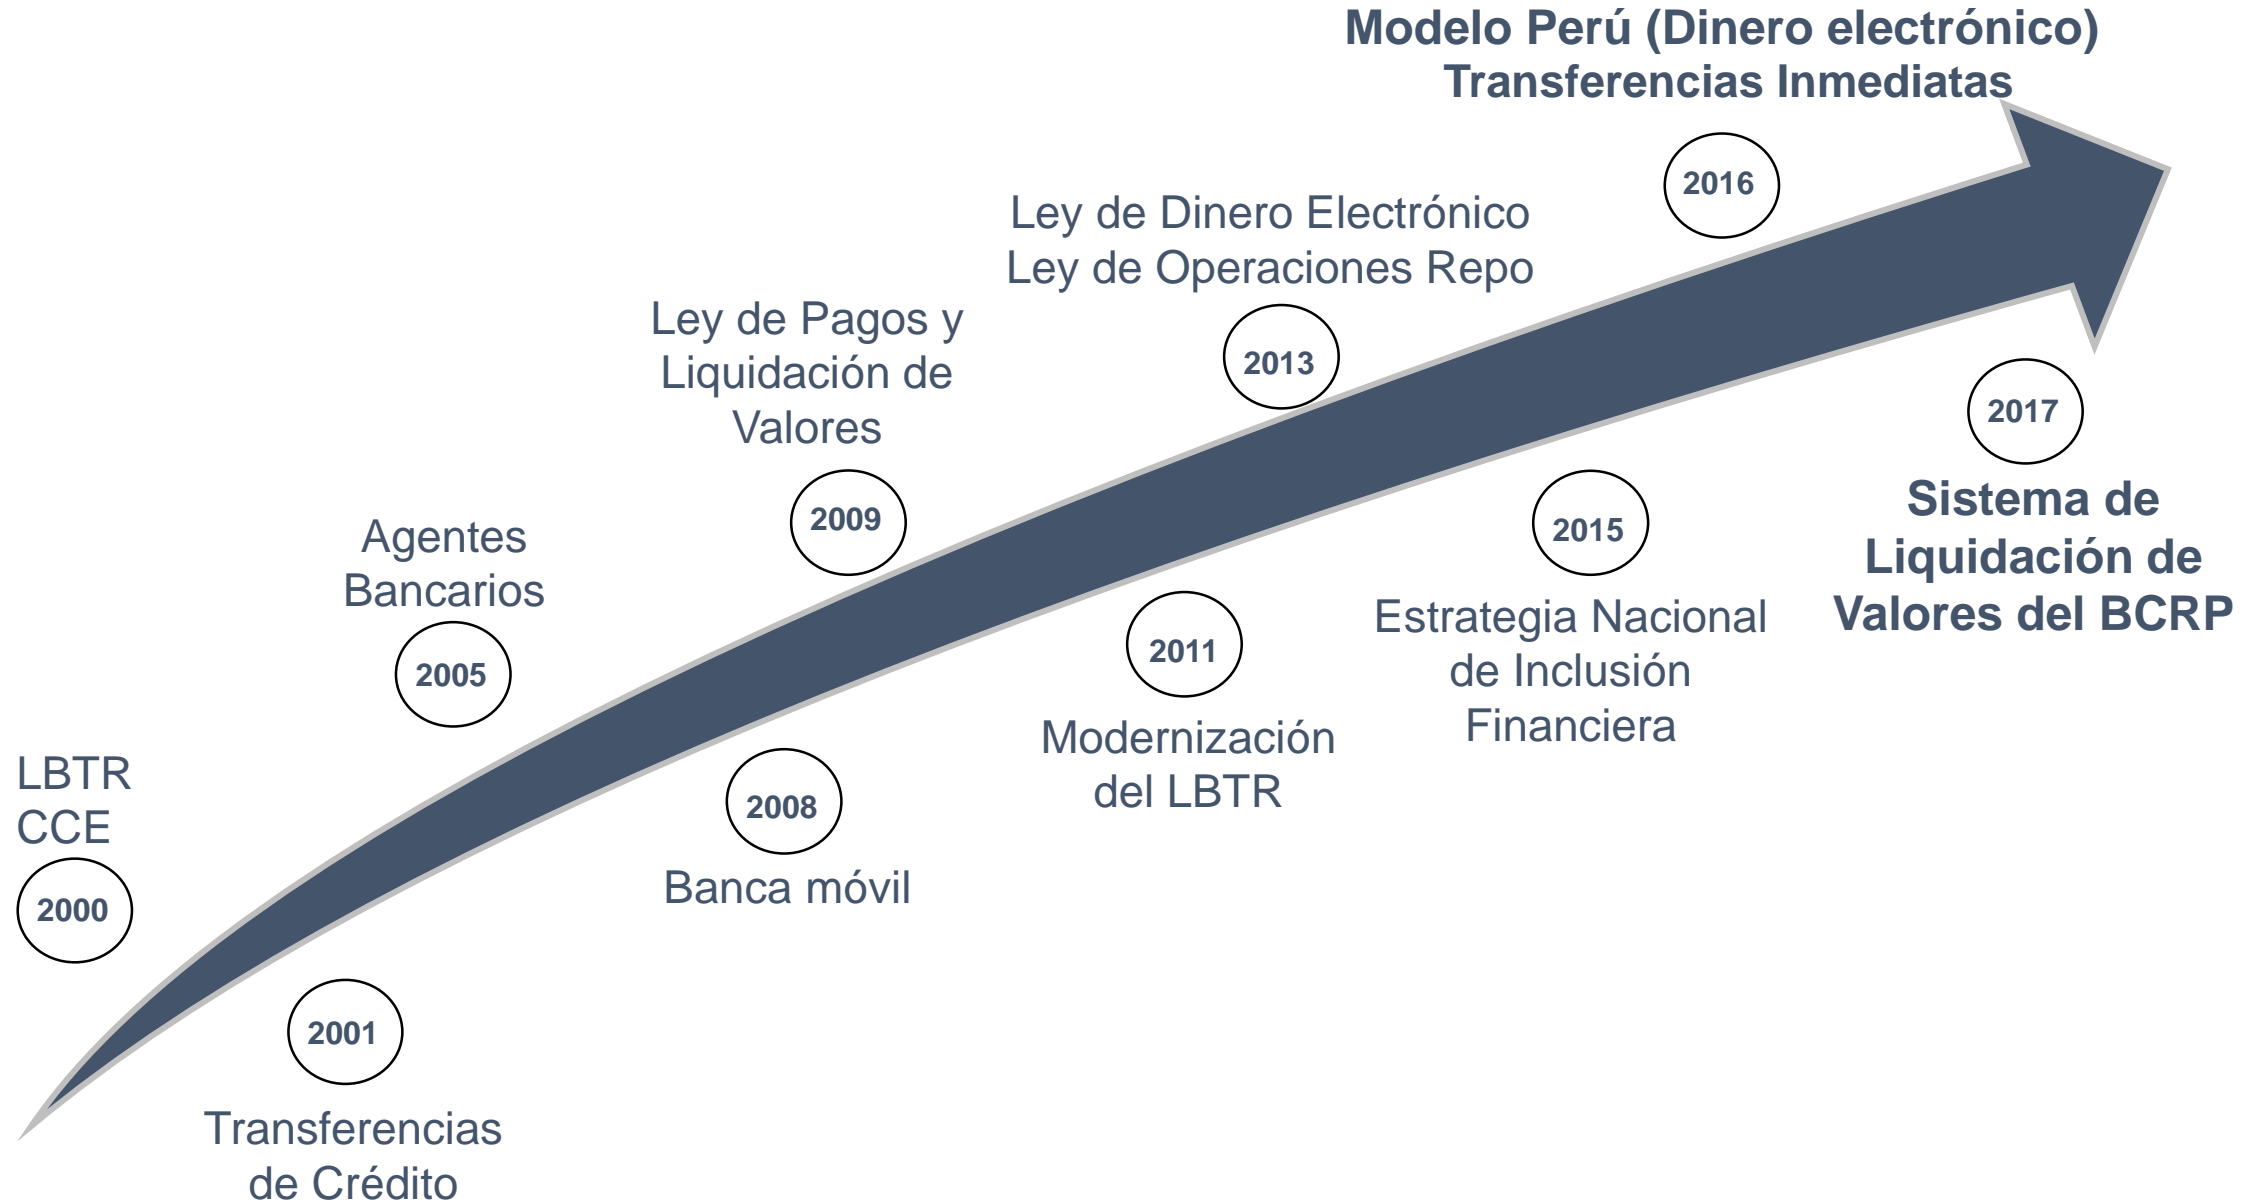 Modelo Perú (Dinero electrónico)
Transferencias Inmediatas
2016
Ley de Dinero Electrónico
Ley de Operaciones Repo
2013
Ley de Pagos y
Liquidación de
Valores
2009
Agentes
Bancarios
2005
LBTR
CCE
2000
2001
Transferencias
de Crédito
2008
Banca móvil
2011
Modernización
del LBTR
2015
Estrategia Nacional
de Inclusión
Financiera
2017
Sistema de
Liquidación de
Valores del BCRP